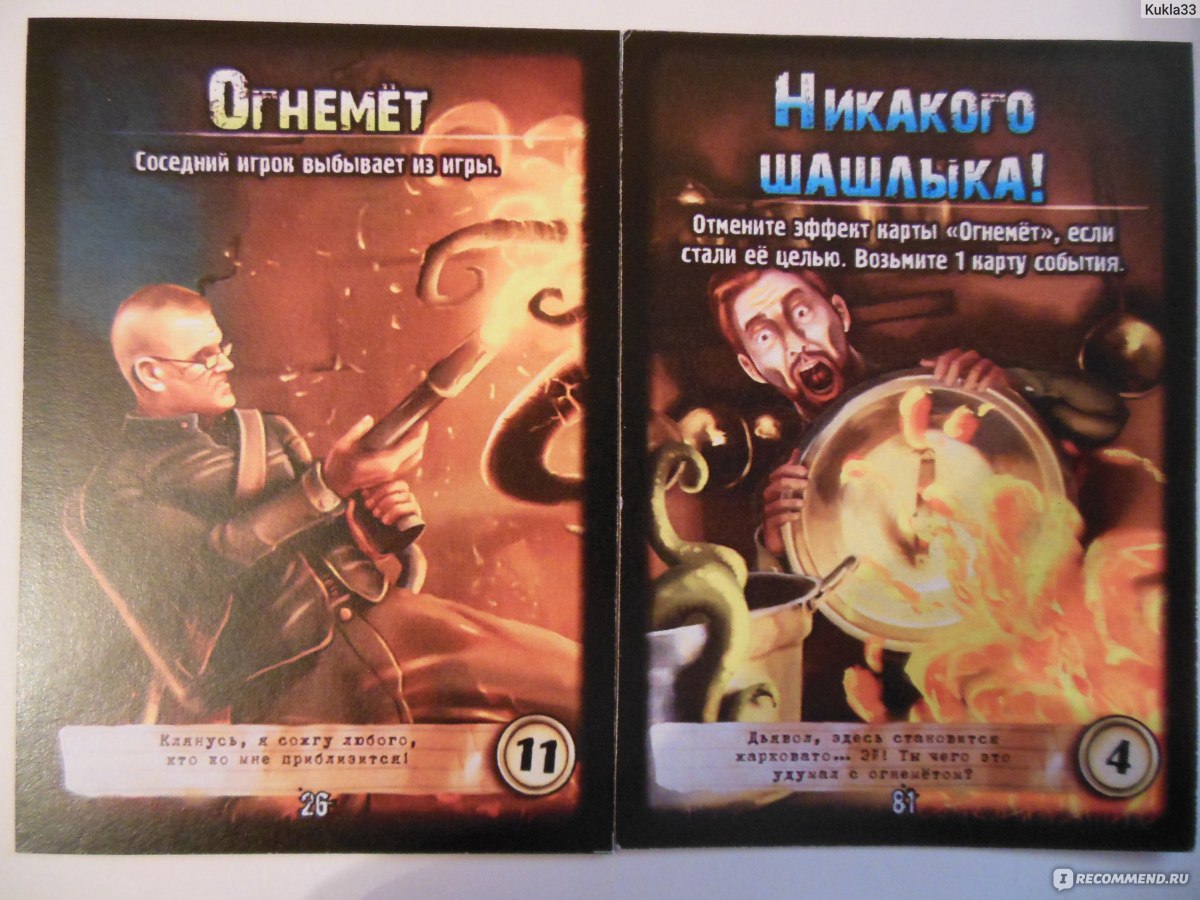 Kukla33
Огнемёт
Соседний игрок выбывает из игры.
Клянусь, я сожгу любого,
кто ко мне приблизится!
11
26
Никакого
шашлыка!
Отмените эффект карты «Огнемёт», если
стали её целью. Возьмите 1 карту события.
Дьявол, здесь становится
жарковато... Эй! Ты чего это
удумал с огнемётом?
4
81
IRECOMMEND.RU